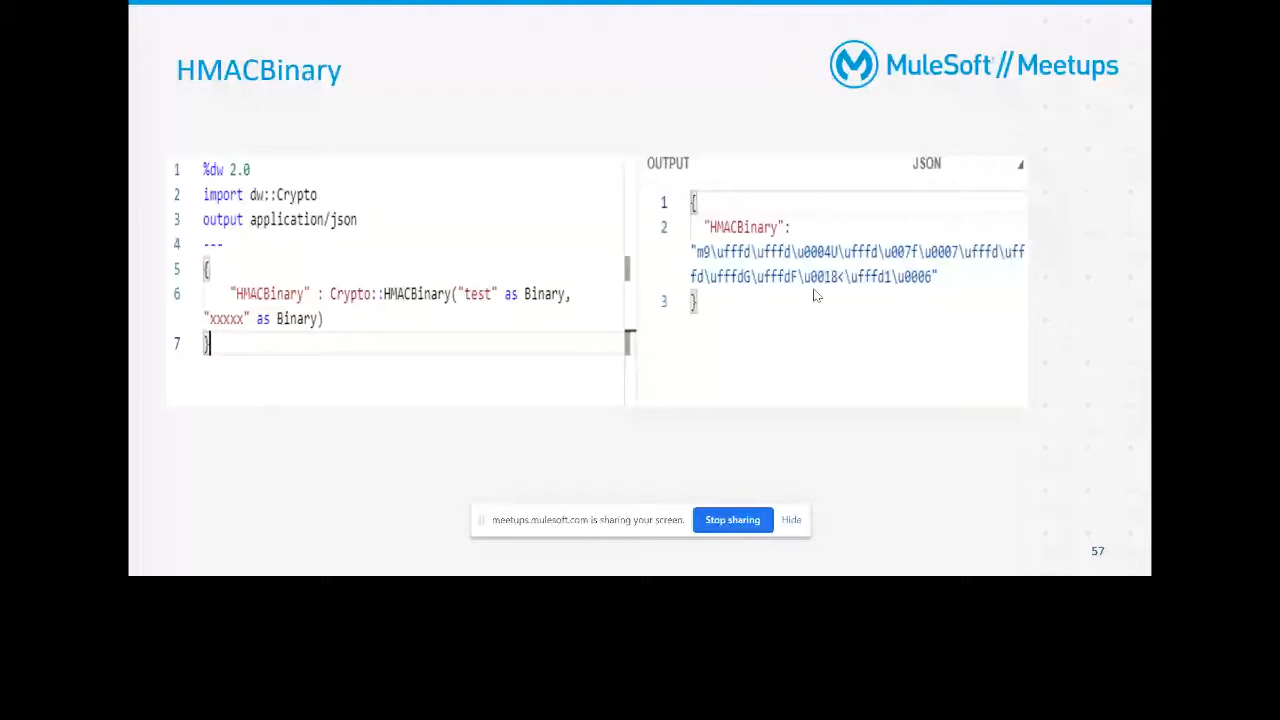 HMACBinary
MuleSoft // Meetups
1 %dw 2.0
2 import dw::Crypto
3 output application/json
4 ---
5 {
6 "HMACBinary" : Crypto::HMACBinary("test" as Binary,
"xxxxx" as Binary)
7 }
OUTPUT JSON
1 {
2 "HMACBinary":
"m9\ufffd\ufffd\u0004U\ufffd\u007f\u0007\ufffd\uff
fd\ufffdG\ufffdF\u0018<\ufffd1\u0006"
3 }
meetups.mulesoft.com is sharing your screen. Stop sharing Hide
57